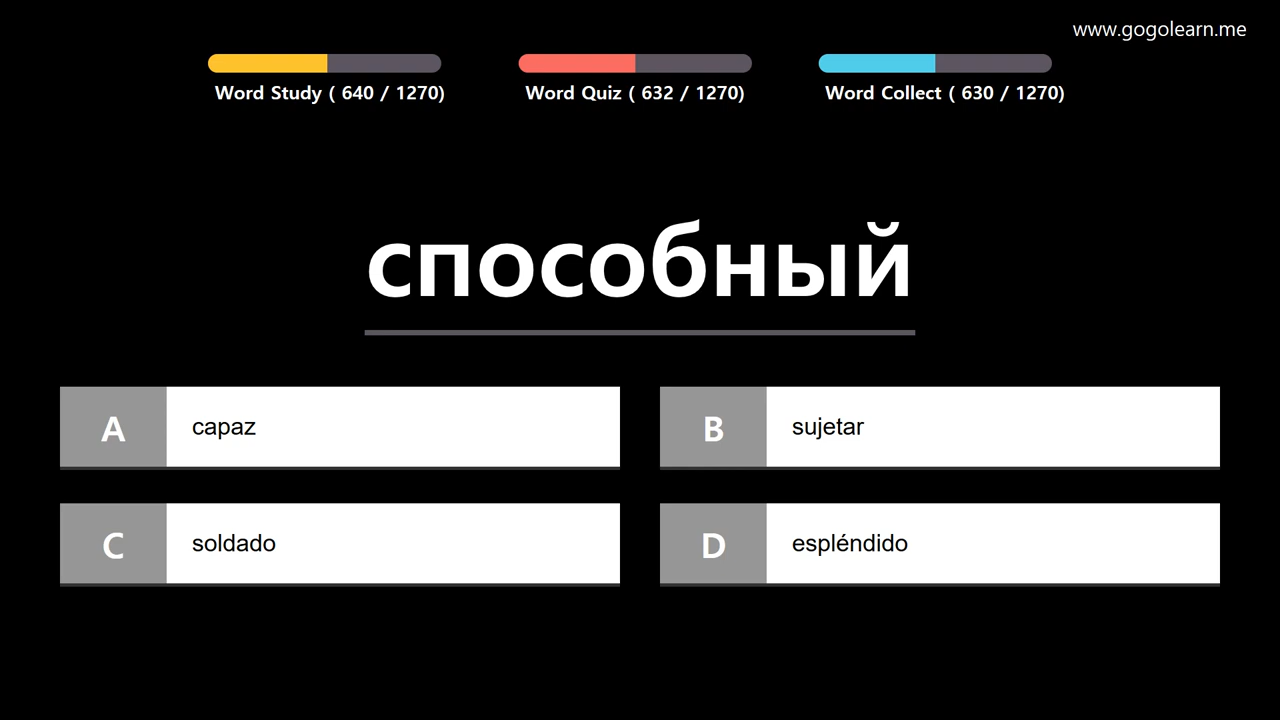 www.gogolearn.me
Word Study ( 640 / 1270)
Word Quiz ( 632 / 1270)
Word Collect ( 630 / 1270)
способный
A capaz
B sujetar
C soldado
D espléndido